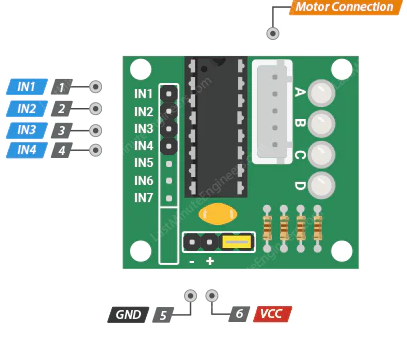 Motor Connection
IN1 1
IN2 2
IN3 3
IN4 4
IN1
IN2
IN3
IN4
IN5
IN6
IN7
A
B
C
D
- +
GND 5
6 VCC